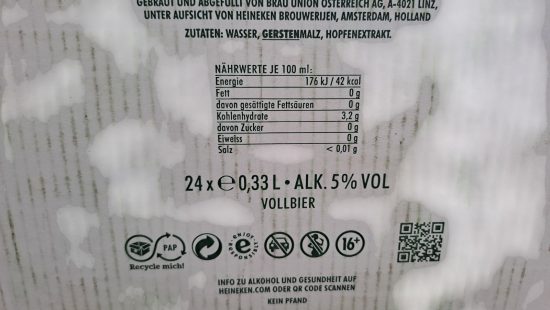 GEBRAUT UND ABGEFÜLLT VON BRAU UNION ÖSTERREICH AG, A-4021 LINZ,
UNTER AUFSICHT VON HEINEKEN BROUWERIJEN, AMSTERDAM, HOLLAND
ZUTATEN: WASSER, GERSTENMALZ, HOPFENEXTRAKT.
NÄHRWERTE JE 100 ml:
Energie 176 kJ / 42 kcal
Fett 0 g
davon gesättigte Fettsäuren 0 g
Kohlenhydrate 3,2 g
davon Zucker 0 g
Eiweiss 0 g
Salz < 0,01 g
24 x ℮ 0,33 L • ALK. 5% VOL
VOLLBIER
PAP
ENJOY RESPONSIBLY
16+
Recycle mich!
INFO ZU ALKOHOL UND GESUNDHEIT AUF
HEINEKEN.COM ODER QR CODE SCANNEN
KEIN PFAND